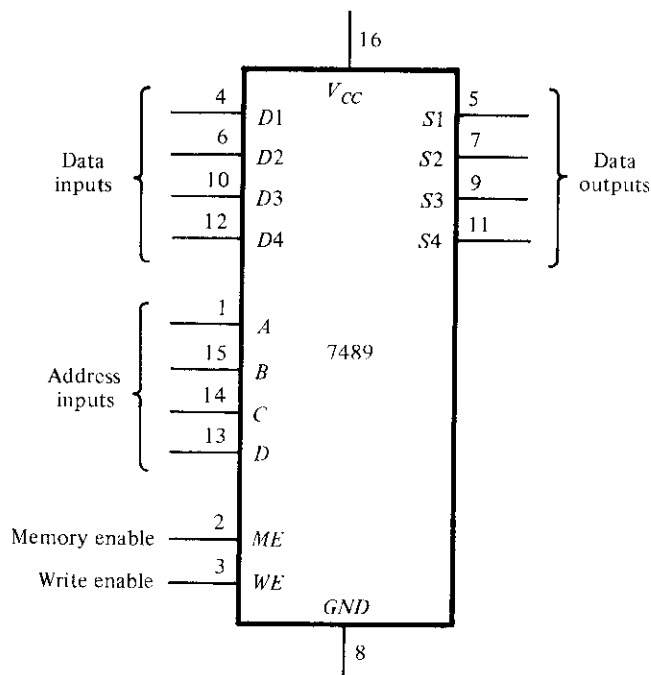 16
V_CC
4 D1 S1 5
6 D2 S2 7
Data inputs
Data outputs
10 D3 S3 9
12 D4 S4 11
1 A
7489
15 B
Address inputs
14 C
13 D
Memory enable 2 ME
Write enable 3 WE
GND
8